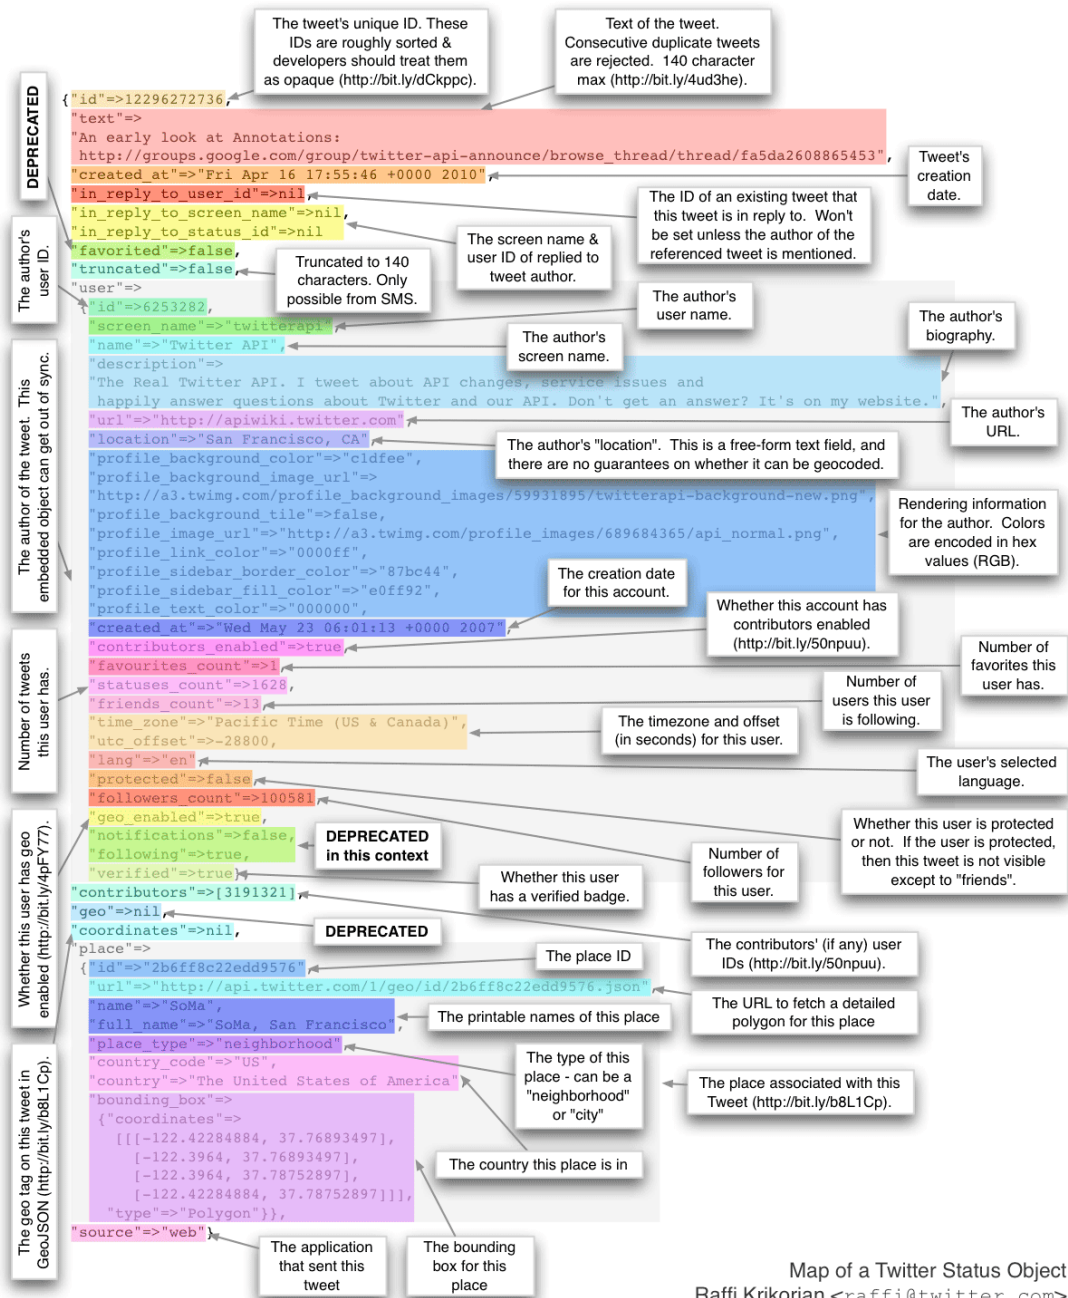 The tweet's unique ID. These
IDs are roughly sorted &
developers should treat them
as opaque (http://bit.ly/dCkppc).
Text of the tweet.
Consecutive duplicate tweets
are rejected. 140 character
max (http://bit.ly/4ud3he).
DEPRECATED
{"id"=>12296272736,
"text"=>
"An early look at Annotations:
http://groups.google.com/group/twitter-api-announce/browse_thread/thread/fa5da2608865453",
"created_at"=>"Fri Apr 16 17:55:46 +0000 2010",
Tweet's
creation
date.
"in_reply_to_user_id"=>nil,
"in_reply_to_screen_name"=>nil,
"in_reply_to_status_id"=>nil
The ID of an existing tweet that
this tweet is in reply to. Won't
be set unless the author of the
referenced tweet is mentioned.
The screen name &
user ID of replied to
tweet author.
"favorited"=>false,
"truncated"=>false,
Truncated to 140
characters. Only
possible from SMS.
The author's
user ID.
"user"=>
{"id"=>6253282,
"screen_name"=>"twitterapi",
The author's
user name.
"name"=>"Twitter API",
The author's
screen name.
The author's
biography.
"description"=>
"The Real Twitter API. I tweet about API changes, service issues and
happily answer questions about Twitter and our API. Don't get an answer? It's on my website.",
"url"=>"http://apiwiki.twitter.com",
The author's
URL.
"location"=>"San Francisco, CA",
The author's "location". This is a free-form text field, and
there are no guarantees on whether it can be geocoded.
The author of the tweet. This
embedded object can get out of sync.
"profile_background_color"=>"c1dfee",
"profile_background_image_url"=>
"http://a3.twimg.com/profile_background_images/59931895/twitterapi-background-new.png",
"profile_background_tile"=>false,
"profile_image_url"=>"http://a3.twimg.com/profile_images/689684365/api_normal.png",
"profile_link_color"=>"0000ff",
"profile_sidebar_border_color"=>"87bc44",
"profile_sidebar_fill_color"=>"e0ff92",
"profile_text_color"=>"000000",
Rendering information
for the author. Colors
are encoded in hex
values (RGB).
The creation date
for this account.
"created_at"=>"Wed May 23 06:01:13 +0000 2007",
"contributors_enabled"=>true,
Whether this account has
contributors enabled
(http://bit.ly/50npuu).
"favourites_count"=>1,
Number of
favorites this
user has.
"statuses_count"=>1628,
Number of tweets
this user has.
"friends_count"=>13,
Number of
users this user
is following.
"time_zone"=>"Pacific Time (US & Canada)",
"utc_offset"=>-28800,
The timezone and offset
(in seconds) for this user.
"lang"=>"en",
The user's selected
language.
"protected"=>false,
"followers_count"=>100581,
"geo_enabled"=>true,
"notifications"=>false,
"following"=>true,
"verified"=>true},
DEPRECATED
in this context
Whether this user is protected
or not. If the user is protected,
then this tweet is not visible
except to "friends".
Number of
followers for
this user.
Whether this user
has a verified badge.
Whether this user has geo
enabled (http://bit.ly/4pFY77).
"contributors"=>[3191321],
"geo"=>nil,
"coordinates"=>nil,
DEPRECATED
The contributors' (if any) user
IDs (http://bit.ly/50npuu).
"place"=>
{"id"=>"2b6ff8c22edd9576",
The place ID
"url"=>"http://api.twitter.com/1/geo/id/2b6ff8c22edd9576.json",
The URL to fetch a detailed
polygon for this place
"name"=>"SoMa",
"full_name"=>"SoMa, San Francisco",
The printable names of this place
"place_type"=>"neighborhood",
The type of this
place - can be a
"neighborhood"
or "city"
"country_code"=>"US",
"country"=>"The United States of America",
The place associated with this
Tweet (http://bit.ly/b8L1Cp).
The geo tag on this tweet in
GeoJSON (http://bit.ly/b8L1Cp).
"bounding_box"=>
{"coordinates"=>
[[[-122.42284884, 37.76893497],
[-122.3964, 37.76893497],
[-122.3964, 37.78752897],
[-122.42284884, 37.78752897]]],
"type"=>"Polygon"}},
The country this place is in
"source"=>"web"}
The application
that sent this
tweet
The bounding
box for this
place
Map of a Twitter Status Object
Raffi Krikorian <raffi@twitter.com>